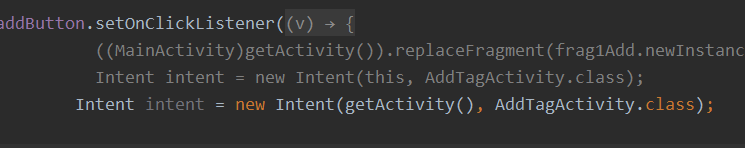 addButton.setOnClickListener((v) → {
((MainActivity)getActivity()).replaceFragment(frag1Add.newInstanc
Intent intent = new Intent(this, AddTagActivity.class);
Intent intent = new Intent(getActivity(), AddTagActivity.class);